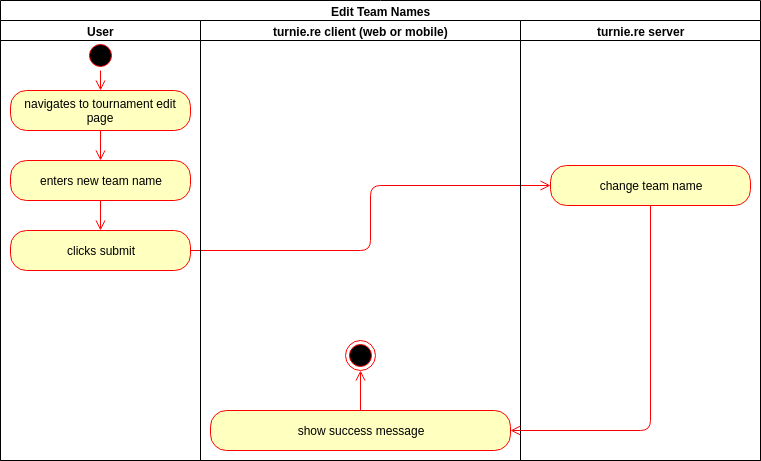 Edit Team Names
User
turnie.re client (web or mobile)
turnie.re server
navigates to tournament edit
page
enters new team name
change team name
clicks submit
show success message